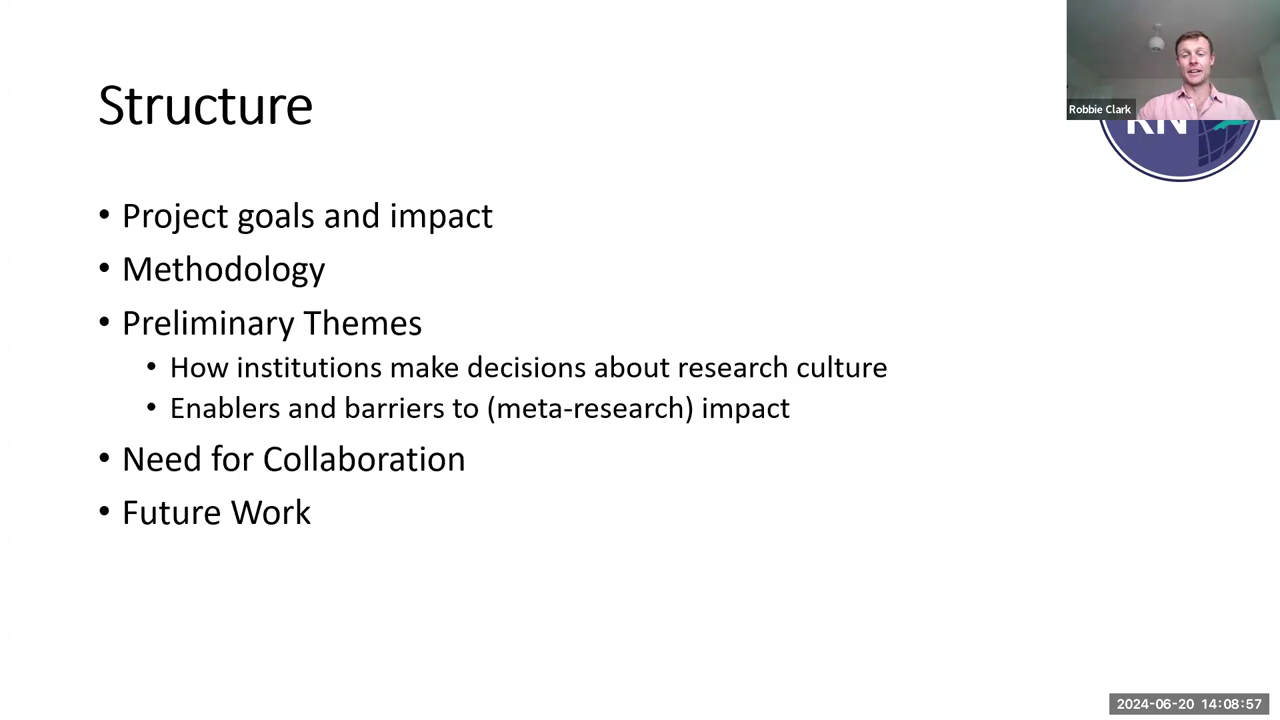 Structure
Robbie Clark
RN
• Project goals and impact
• Methodology
• Preliminary Themes
• How institutions make decisions about research culture
• Enablers and barriers to (meta-research) impact
• Need for Collaboration
• Future Work
2024-06-20 14:08:57